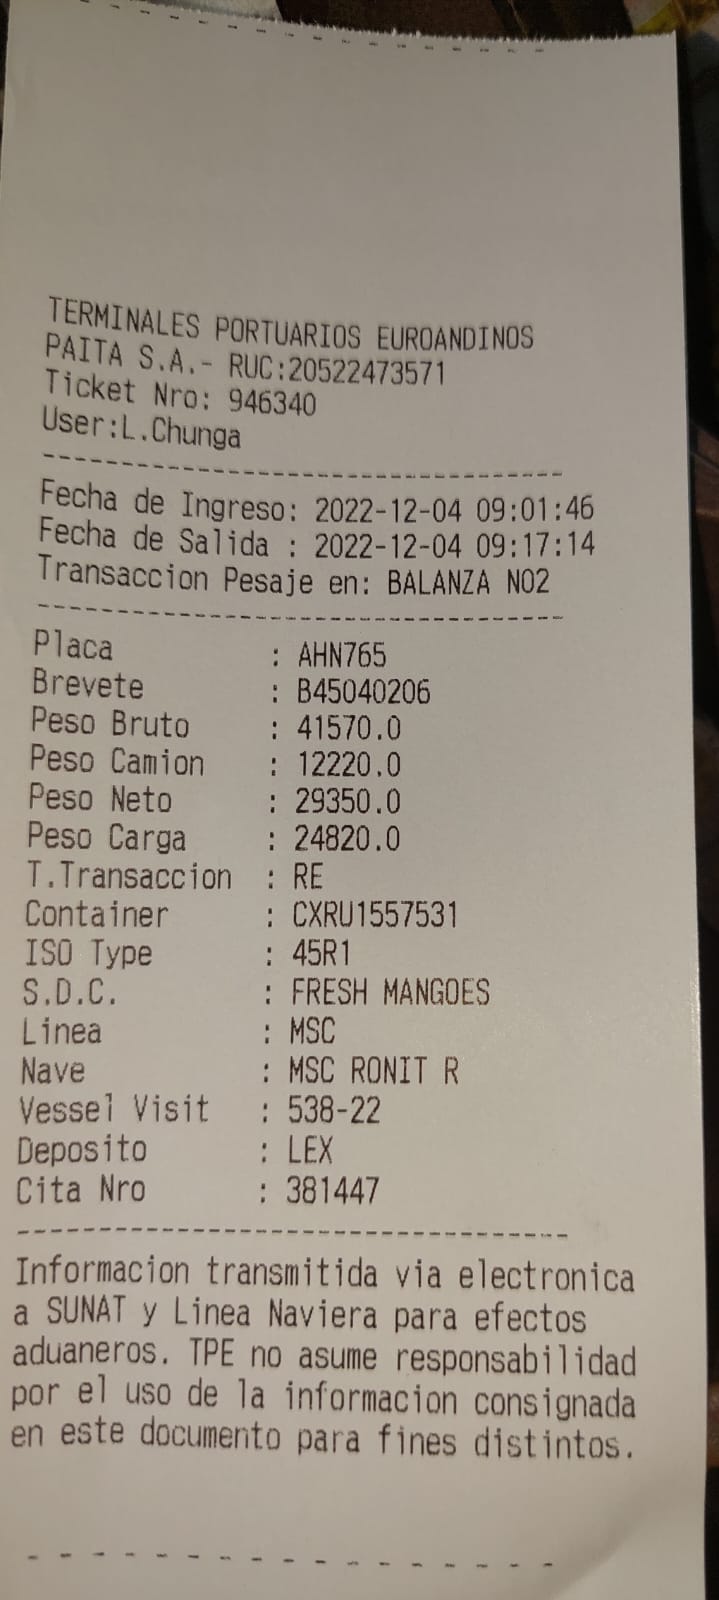 TERMINALES PORTUARIOS EUROANDINOS
PAITA S.A.- RUC:20522473571
Ticket Nro: 946340
User:L.Chunga
Fecha de Ingreso: 2022-12-04 09:01:46
Fecha de Salida : 2022-12-04 09:17:14
Transaccion Pesaje en: BALANZA NO2
Placa : AHN765
Brevete : B45040206
Peso Bruto : 41570.0
Peso Camion : 12220.0
Peso Neto : 29350.0
Peso Carga : 24820.0
T.Transaccion : RE
Container : CXRU1557531
ISO Type : 45R1
S.D.C. : FRESH MANGOES
Linea : MSC
Nave : MSC RONIT R
Vessel Visit : 538-22
Deposito : LEX
Cita Nro : 381447
Informacion transmitida via electronica
a SUNAT y Linea Naviera para efectos
aduaneros. TPE no asume responsabilidad
por el uso de la informacion consignada
en este documento para fines distintos.